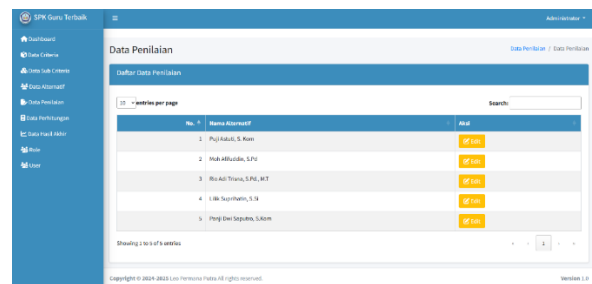 SPK Guru Terbaik
Administrator
Dashboard
Data Criteria
Data Sub Criteria
Data Alternatif
Data Penilaian
Data Perhitungan
Data Hasil Akhir
Role
User
Data Penilaian
Data Penilaian / Data Penilaian
Daftar Data Penilaian
10 entries per page
Search:
No. Nama Alternatif Aksi
1 Puji Astuti, S. Kom Edit
2 Moh Afifuddin, S.Pd Edit
3 Rio Adi Triuna, S.Pd., M.T Edit
4 Lilik Suprihatin, S.Si Edit
5 Panji Dwi Saputro, S.Kom Edit
Showing 1 to 5 of 5 entries
‹ 1 ›
Copyright © 2024-2025 Leo Permana Putra All rights reserved.
Version 1.0